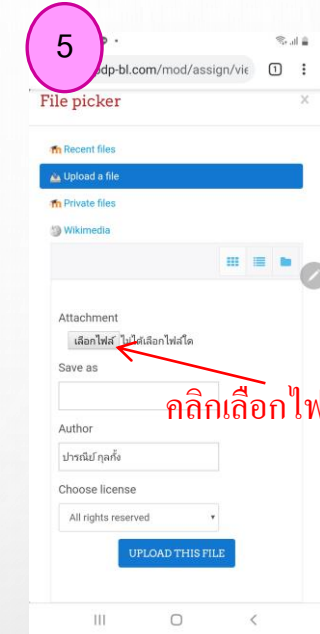 5
dp-bl.com/mod/assign/vie
1
File picker
×
Recent files
Upload a file
Private files
Wikimedia
Attachment
เลือกไฟล์ ไม่ได้เลือกไฟล์ใด
Save as
คลิกเลือกไฟ
Author
ปารณีย์ กุลกั้ง
Choose license
All rights reserved
UPLOAD THIS FILE